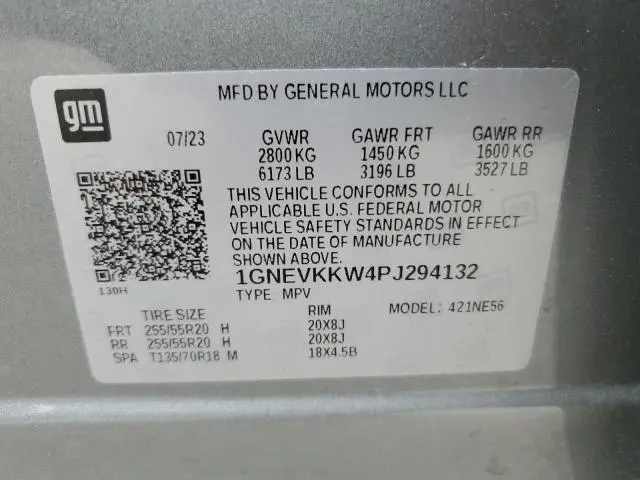 gm
MFD BY GENERAL MOTORS LLC
07/23 GVWR GAWR FRT GAWR RR
2800 KG 1450 KG 1600 KG
6173 LB 3196 LB 3527 LB
THIS VEHICLE CONFORMS TO ALL
APPLICABLE U.S. FEDERAL MOTOR
VEHICLE SAFETY STANDARDS IN EFFECT
ON THE DATE OF MANUFACTURE
SHOWN ABOVE.
1GNEVKKW4PJ294132
130H
TYPE: MPV MODEL: 421NE56
TIRE SIZE RIM
FRT 255/55R20 H 20X8J
RR 255/55R20 H 20X8J
SPA T135/70R18 M 18X4.5B